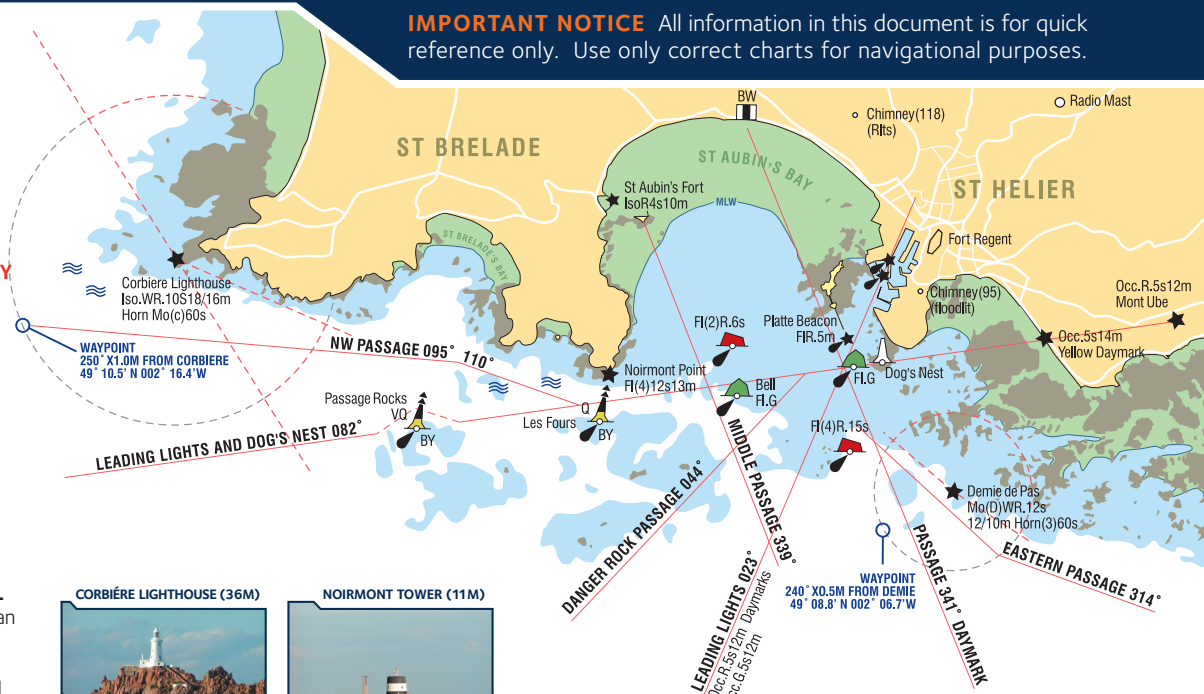 IMPORTANT NOTICE All information in this document is for quick
reference only. Use only correct charts for navigational purposes.
BW
Chimney(118)
(Rlts)
Radio Mast
ST BRELADE
ST AUBIN'S BAY
ST HELIER
St Aubin's Fort
IsoR4s10m
MLW
Fort Regent
ST BRELADE'S BAY
Y
Corbiere Lighthouse
Iso.WR.10S18/16m
Horn Mo(c)60s
Chimney(95)
(floodlit)
Occ.R.5s12m
Mont Ube
WAYPOINT
250° X1.0M FROM CORBIERE
49° 10.5' N 002° 16.4'W
NW PASSAGE 095° 110°
Fl(2)R.6s
Platte Beacon
FlR.5m
Occ.5s14m
Yellow Daymark
Noirmont Point
Fl(4)12s13m
Bell
Fl.G
Fl.G
Dog's Nest
Passage Rocks
VQ
BY
Q
Les Fours
BY
LEADING LIGHTS AND DOG'S NEST 082°
Fl(4)R.15s
MIDDLE PASSAGE 339°
DANGER ROCK PASSAGE 044°
Demie de Pas
Mo(D)WR.12s
12/10m Horn(3)60s
EASTERN PASSAGE 314°
PASSAGE 341° DAYMARK
WAYPOINT
240° X0.5M FROM DEMIE
49° 08.8' N 002° 06.7'W
LEADING LIGHTS 023°
Occ.R.5s12m Daymarks
cc.G.5s12m
an
CORBIÉRE LIGHTHOUSE (36M)
NOIRMONT TOWER (11M)